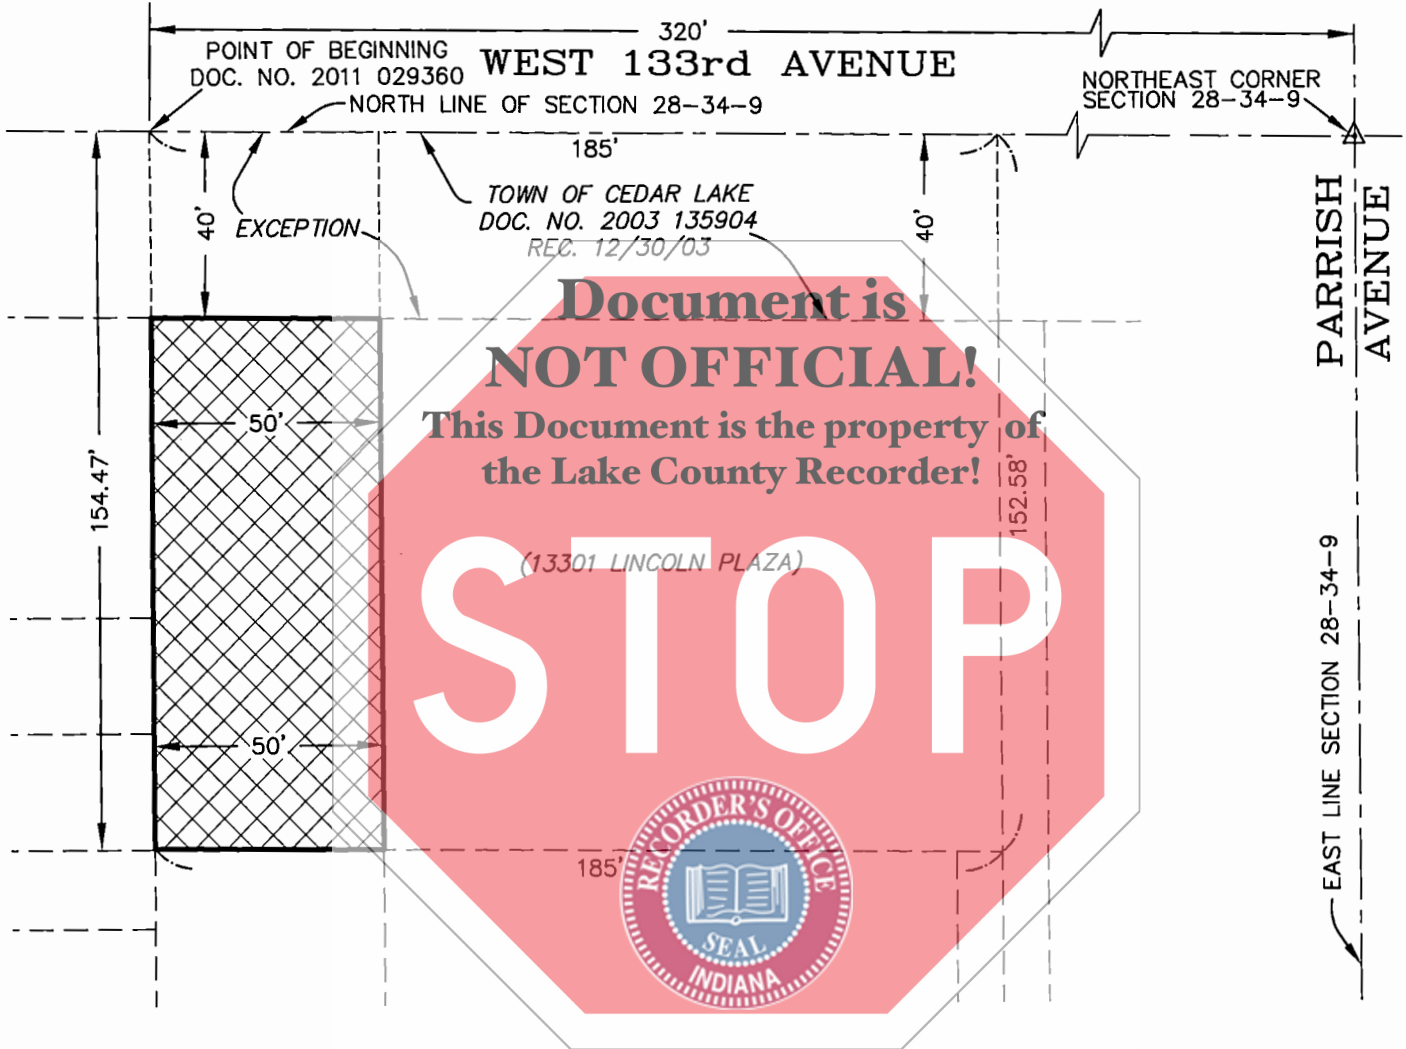 320'
POINT OF BEGINNING
DOC. NO. 2011 029360
WEST 133rd AVENUE
NORTHEAST CORNER
SECTION 28-34-9
NORTH LINE OF SECTION 28-34-9
185'
TOWN OF CEDAR LAKE
DOC. NO. 2003 135904
REC. 12/30/03
40'
EXCEPTION
40'
PARRISH
AVENUE
Document is
NOT OFFICIAL!
This Document is the property of
the Lake County Recorder!
50'
154.47'
152.58'
(13301 LINCOLN PLAZA)
STOP
EAST LINE SECTION 28-34-9
50'
185'
RECORDER'S OFFICE
SEAL
INDIANA